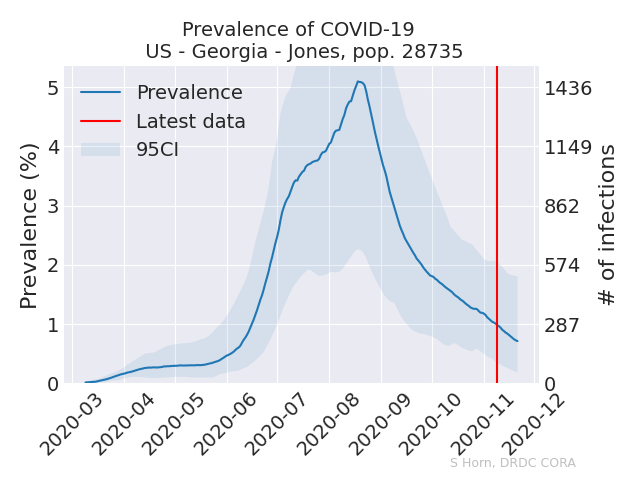 Prevalence of COVID-19
US - Georgia - Jones, pop. 28735
Prevalence
Latest data
95CI
Prevalence (%)
5
4
3
2
1
0
1436
1149
862
574
287
0
# of infections
2020-03
2020-04
2020-05
2020-06
2020-07
2020-08
2020-09
2020-10
2020-11
2020-12
S Horn, DRDC CORA